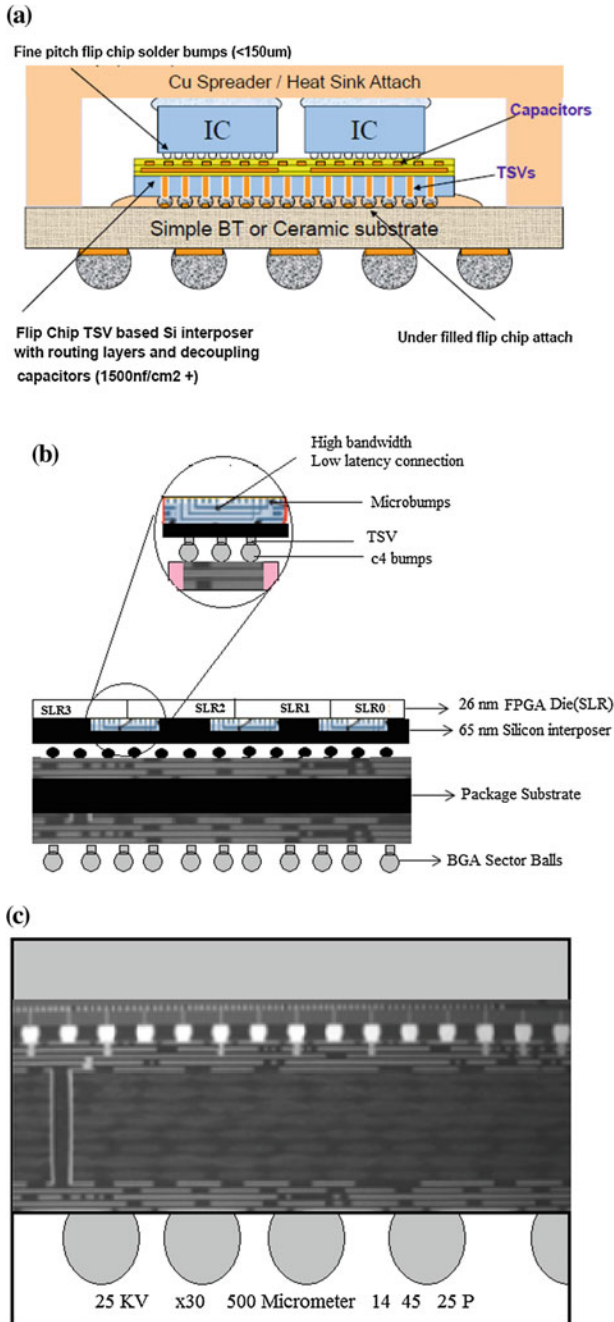 (a)
Fine pitch flip chip solder bumps (<150um)
Cu Spreader / Heat Sink Attach
IC
IC
Capacitors
TSVs
Simple BT or Ceramic substrate
Flip Chip TSV based Si interposer
with routing layers and decoupling
capacitors (1500nf/cm2 +)
Under filled flip chip attach
(b)
High bandwidth
Low latency connection
Microbumps
TSV
c4 bumps
SLR3
SLR2
SLR1
SLR0
26 nm FPGA Die(SLR)
65 nm Silicon interposer
Package Substrate
BGA Sector Balls
(c)
25 KV x30 500 Micrometer 14 45 25 P